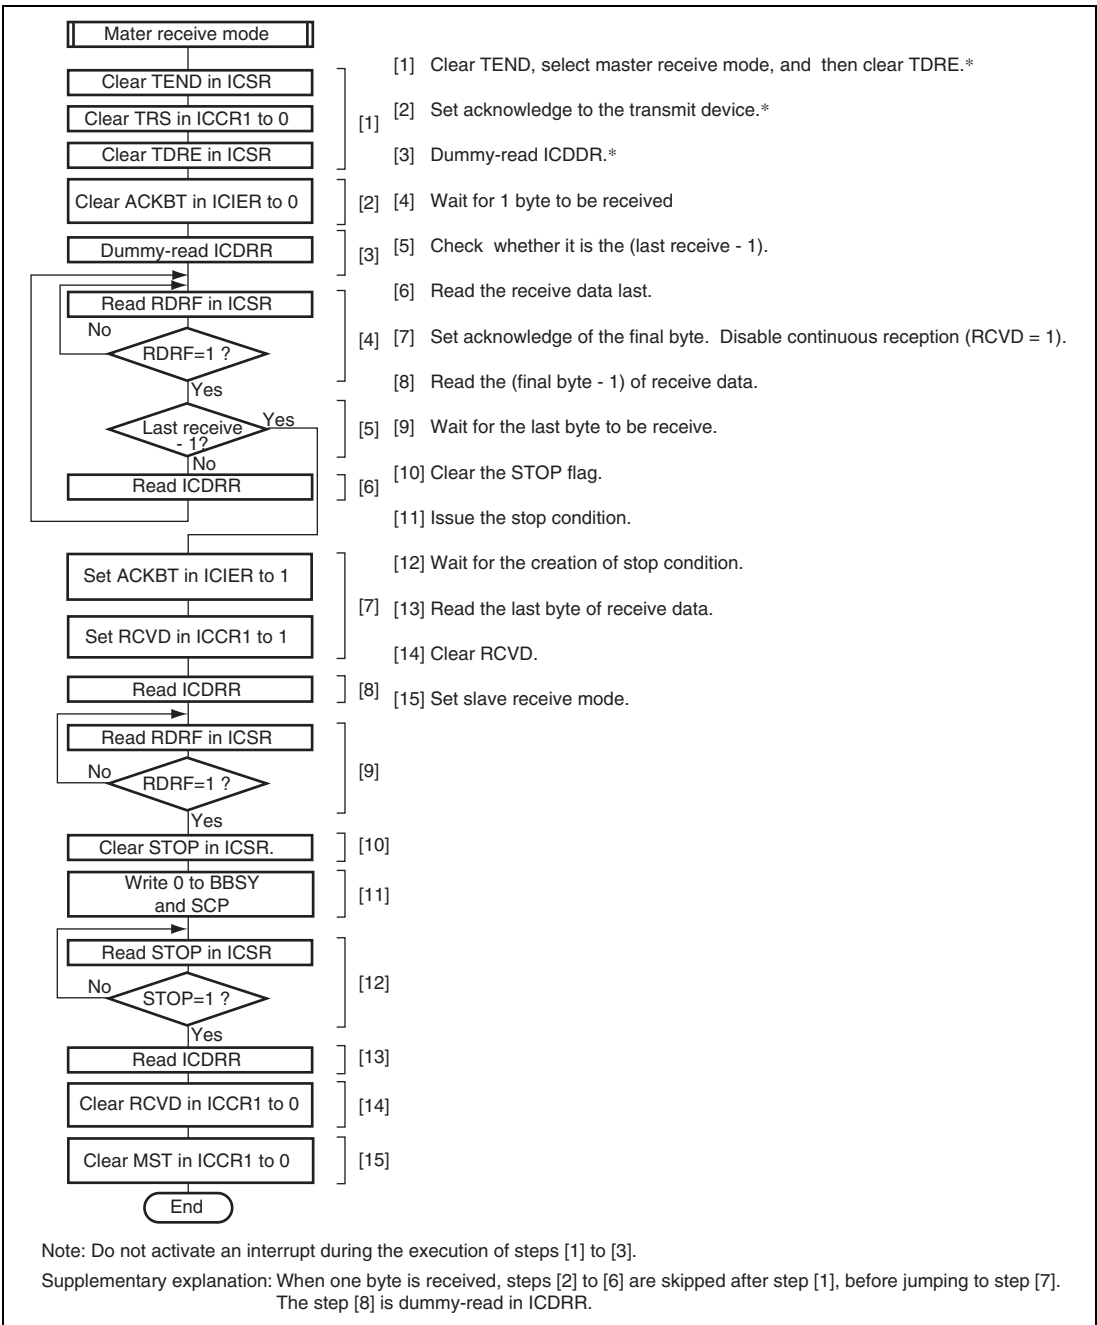 Mater receive mode
Clear TEND in ICSR
Clear TRS in ICCR1 to 0
Clear TDRE in ICSR
[1]
Clear ACKBT in ICIER to 0
[2]
Dummy-read ICDRR
[3]
Read RDRF in ICSR
No
RDRF=1 ?
[4]
Yes
Last receive
- 1?
Yes
[5]
No
Read ICDRR
[6]
Set ACKBT in ICIER to 1
[7]
Set RCVD in ICCR1 to 1
Read ICDRR
[8]
Read RDRF in ICSR
No
RDRF=1 ?
[9]
Yes
Clear STOP in ICSR.
[10]
Write 0 to BBSY
and SCP
[11]
Read STOP in ICSR
No
STOP=1 ?
[12]
Yes
Read ICDRR
[13]
Clear RCVD in ICCR1 to 0
[14]
Clear MST in ICCR1 to 0
[15]
End
[1] Clear TEND, select master receive mode, and then clear TDRE.*
[2] Set acknowledge to the transmit device.*
[3] Dummy-read ICDDR.*
[4] Wait for 1 byte to be received
[5] Check whether it is the (last receive - 1).
[6] Read the receive data last.
[7] Set acknowledge of the final byte. Disable continuous reception (RCVD = 1).
[8] Read the (final byte - 1) of receive data.
[9] Wait for the last byte to be receive.
[10] Clear the STOP flag.
[11] Issue the stop condition.
[12] Wait for the creation of stop condition.
[13] Read the last byte of receive data.
[14] Clear RCVD.
[15] Set slave receive mode.
Note: Do not activate an interrupt during the execution of steps [1] to [3].
Supplementary explanation: When one byte is received, steps [2] to [6] are skipped after step [1], before jumping to step [7].
The step [8] is dummy-read in ICDRR.